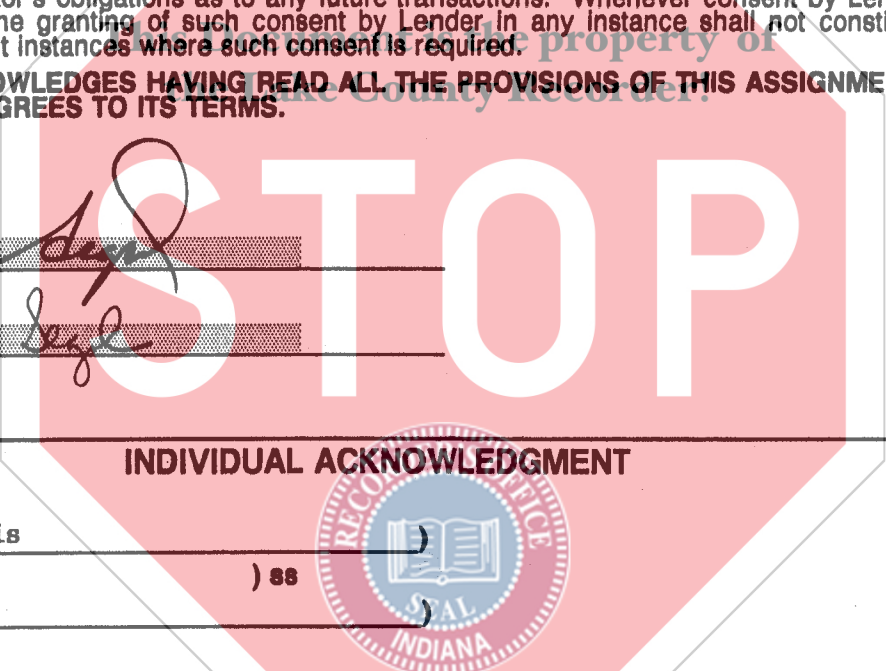 or's obligations as to any future transactions. Whenever consent by Len
he granting of such consent by Lender in any instance shall not consti
t instances where such consent is required.
This Document is the property of
the Lake County Recorder!
OWLEDGES HAVING READ ALL THE PROVISIONS OF THIS ASSIGNME
GREES TO ITS TERMS.
STOP
INDIVIDUAL ACKNOWLEDGMENT
is )
) ss
)
RECORDER'S OFFICE
SEAL
INDIANA